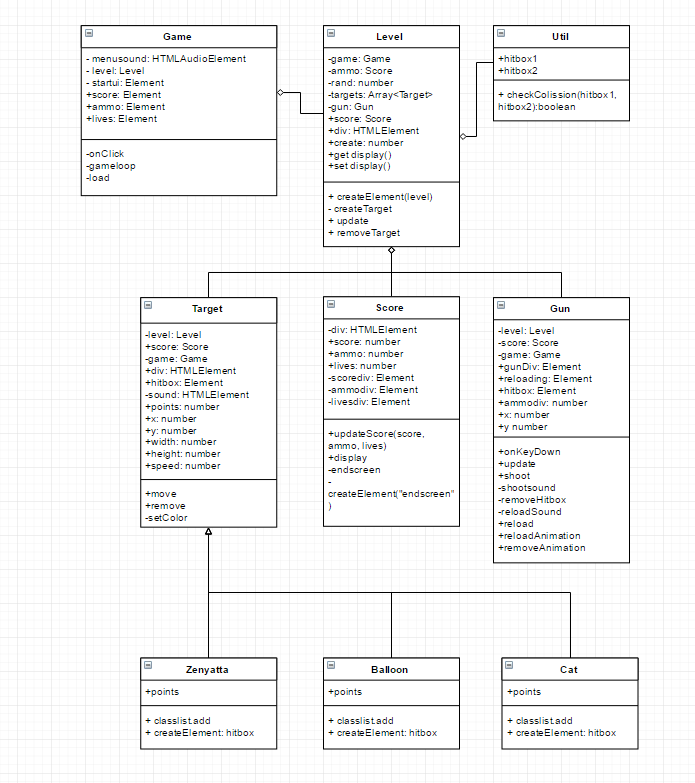 Game
- menusound: HTMLAudioElement
- level: Level
- startui: Element
+score: Element
+ammo: Element
+lives: Element
-onClick
-gameloop
-load
Level
-game: Game
-ammo: Score
-rand: number
-targets: Array<Target>
-gun: Gun
+score: Score
+div: HTMLElement
+create: number
+get display()
+set display()
+ createElement(level)
- createTarget
+ update
+ removeTarget
Util
+hitbox1
+hitbox2
+ checkColission(hitbox1,
hitbox2):boolean
Target
-level: Level
+score: Score
-game: Game
+div: HTMLElement
+hitbox: Element
-sound: HTMLElement
+points: number
+x: number
+y: number
+width: number
+height: number
+speed: number
+move
+remove
-setColor
Score
-div: HTMLElement
+score: number
+ammo: number
+lives: number
-scorediv: Element
-ammodiv: Element
-livesdiv: Element
+updateScore(score,
ammo, lives)
+display
-endscreen
-
createElement("endscreen"
)
Gun
-level: Level
-score: Score
-game: Game
+gunDiv: Element
+reloading: Element
+hitbox: Element
+ammodiv: number
+x: number
+y number
+onKeyDown
+update
+shoot
-shootsound
-removeHitbox
-reloadSound
+reload
+reloadAnimation
+removeAnimation
Zenyatta
+points
+ classlist.add
+ createElement: hitbox
Balloon
+points
+ classlist.add
+ createElement: hitbox
Cat
+points
+ classlist.add
+ createElement: hitbox